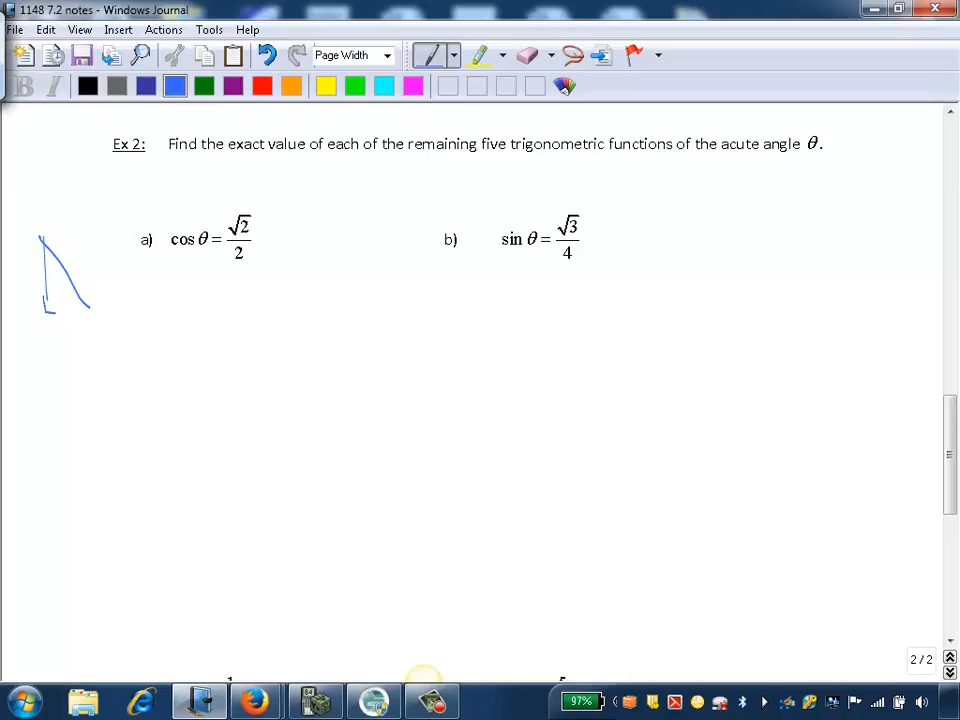 1148 7.2 notes - Windows Journal
File Edit View Insert Actions Tools Help
Page Width
B I
Ex 2: Find the exact value of each of the remaining five trigonometric functions of the acute angle θ.
a) cos θ = √2/2 b) sin θ = √3/4
2 / 2
97%